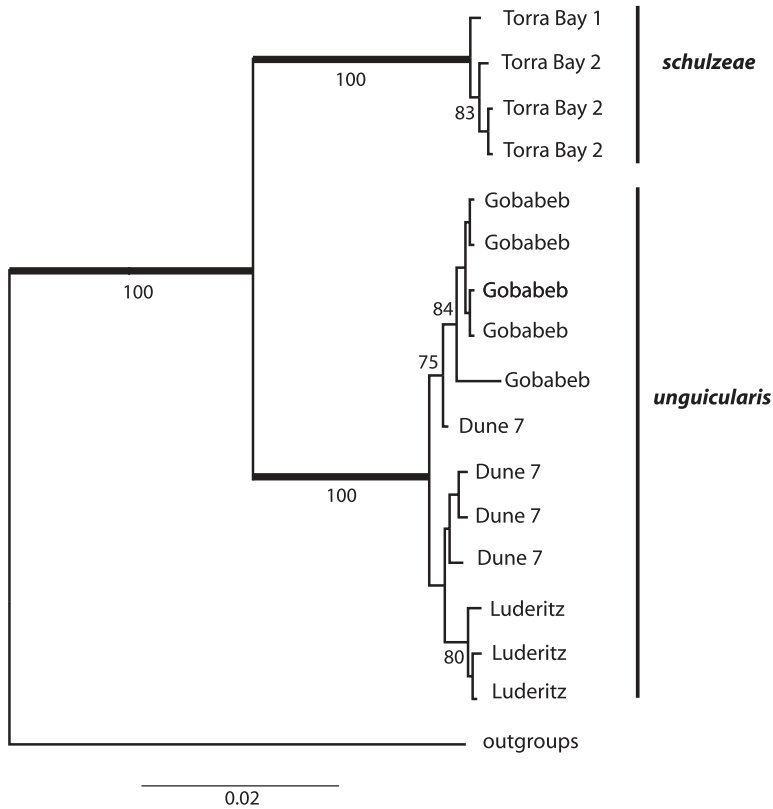 Torra Bay 1
Torra Bay 2
schulzeae
100
83
Torra Bay 2
Torra Bay 2
Gobabeb
Gobabeb
100
Gobabeb
84
Gobabeb
75
Gobabeb
unguicularis
Dune 7
Dune 7
100
Dune 7
Dune 7
Luderitz
80
Luderitz
Luderitz
outgroups
0.02